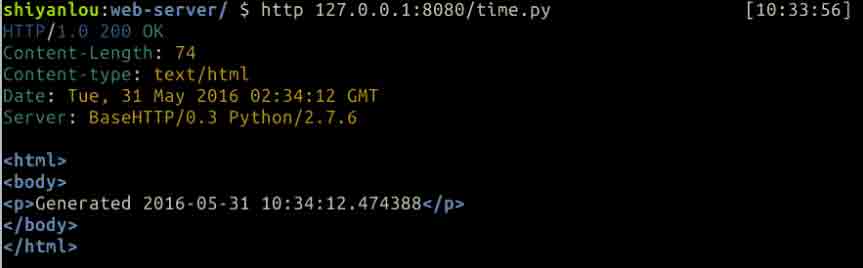 shiyanlou:web-server/ $ http 127.0.0.1:8080/time.py [10:33:56]
HTTP/1.0 200 OK
Content-Length: 74
Content-type: text/html
Date: Tue, 31 May 2016 02:34:12 GMT
Server: BaseHTTP/0.3 Python/2.7.6
<html>
<body>
<p>Generated 2016-05-31 10:34:12.474388</p>
</body>
</html>